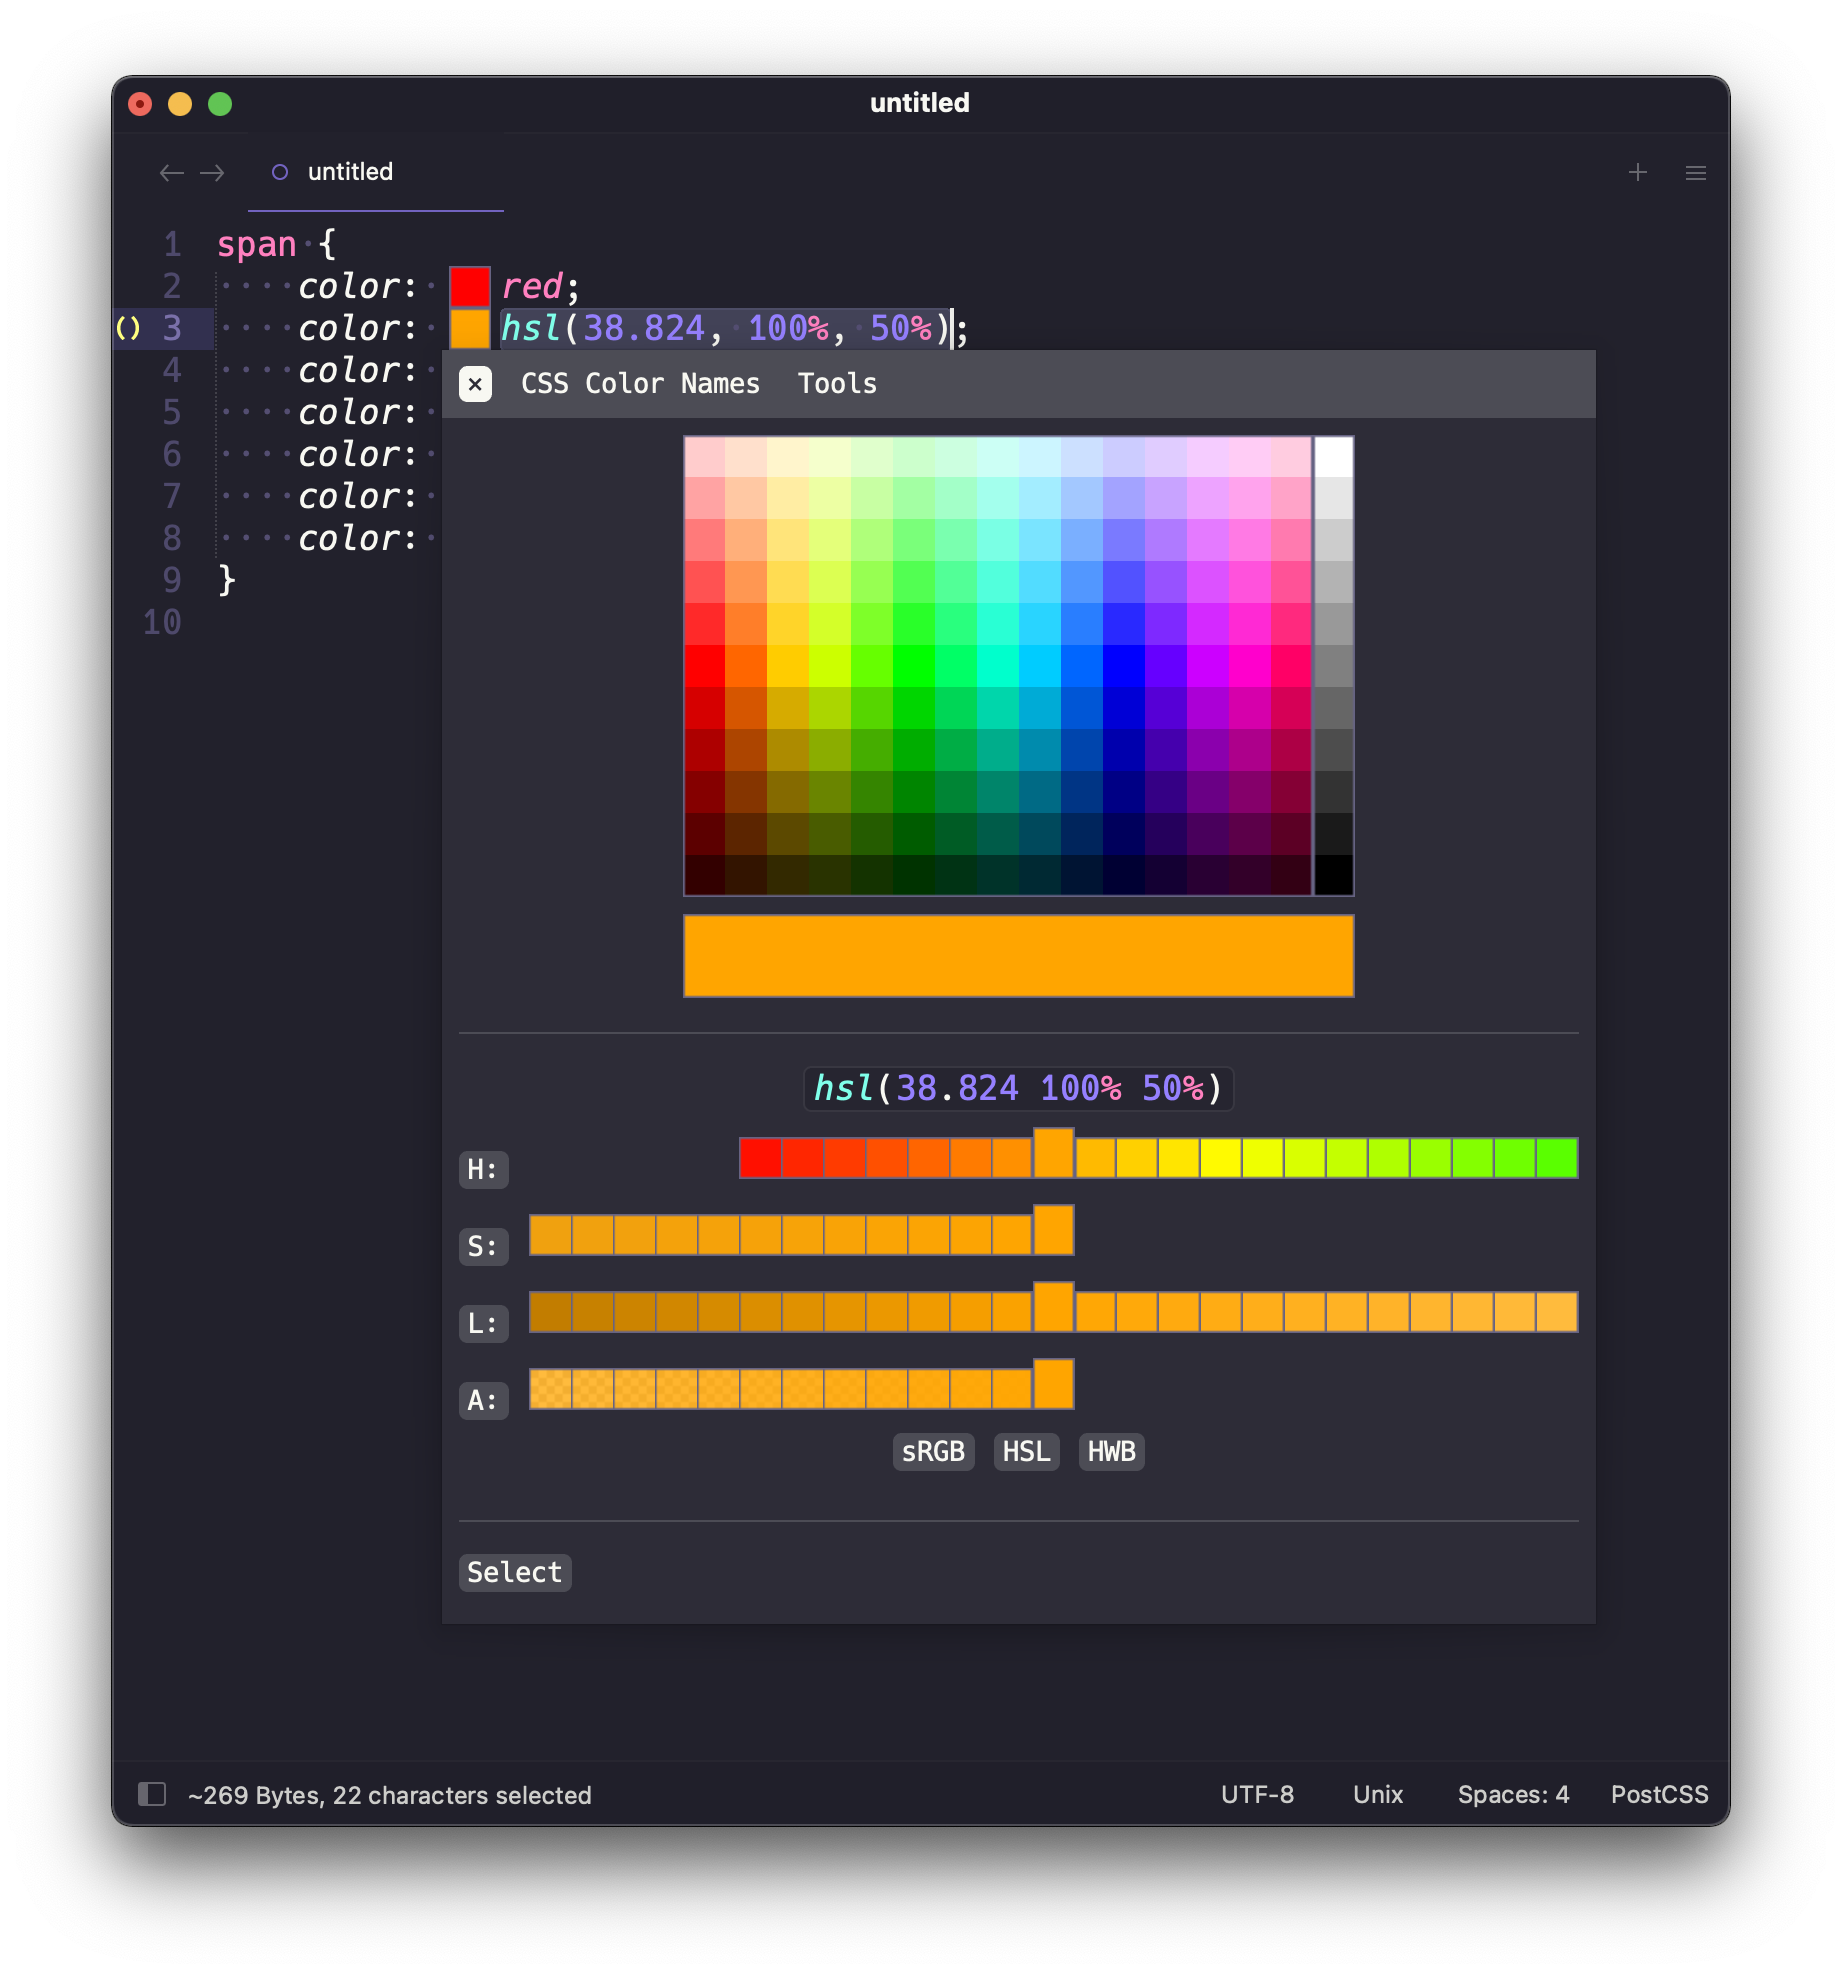 untitled
untitled
1 span {
2 color: red;
3 color: hsl(38.824, 100%, 50%);
4 color:
5 color:
6 color:
7 color:
8 color:
9 }
10
× CSS Color Names Tools
hsl(38.824 100% 50%)
H:
S:
L:
A:
sRGB HSL HWB
Select
~269 Bytes, 22 characters selected UTF-8 Unix Spaces: 4 PostCSS